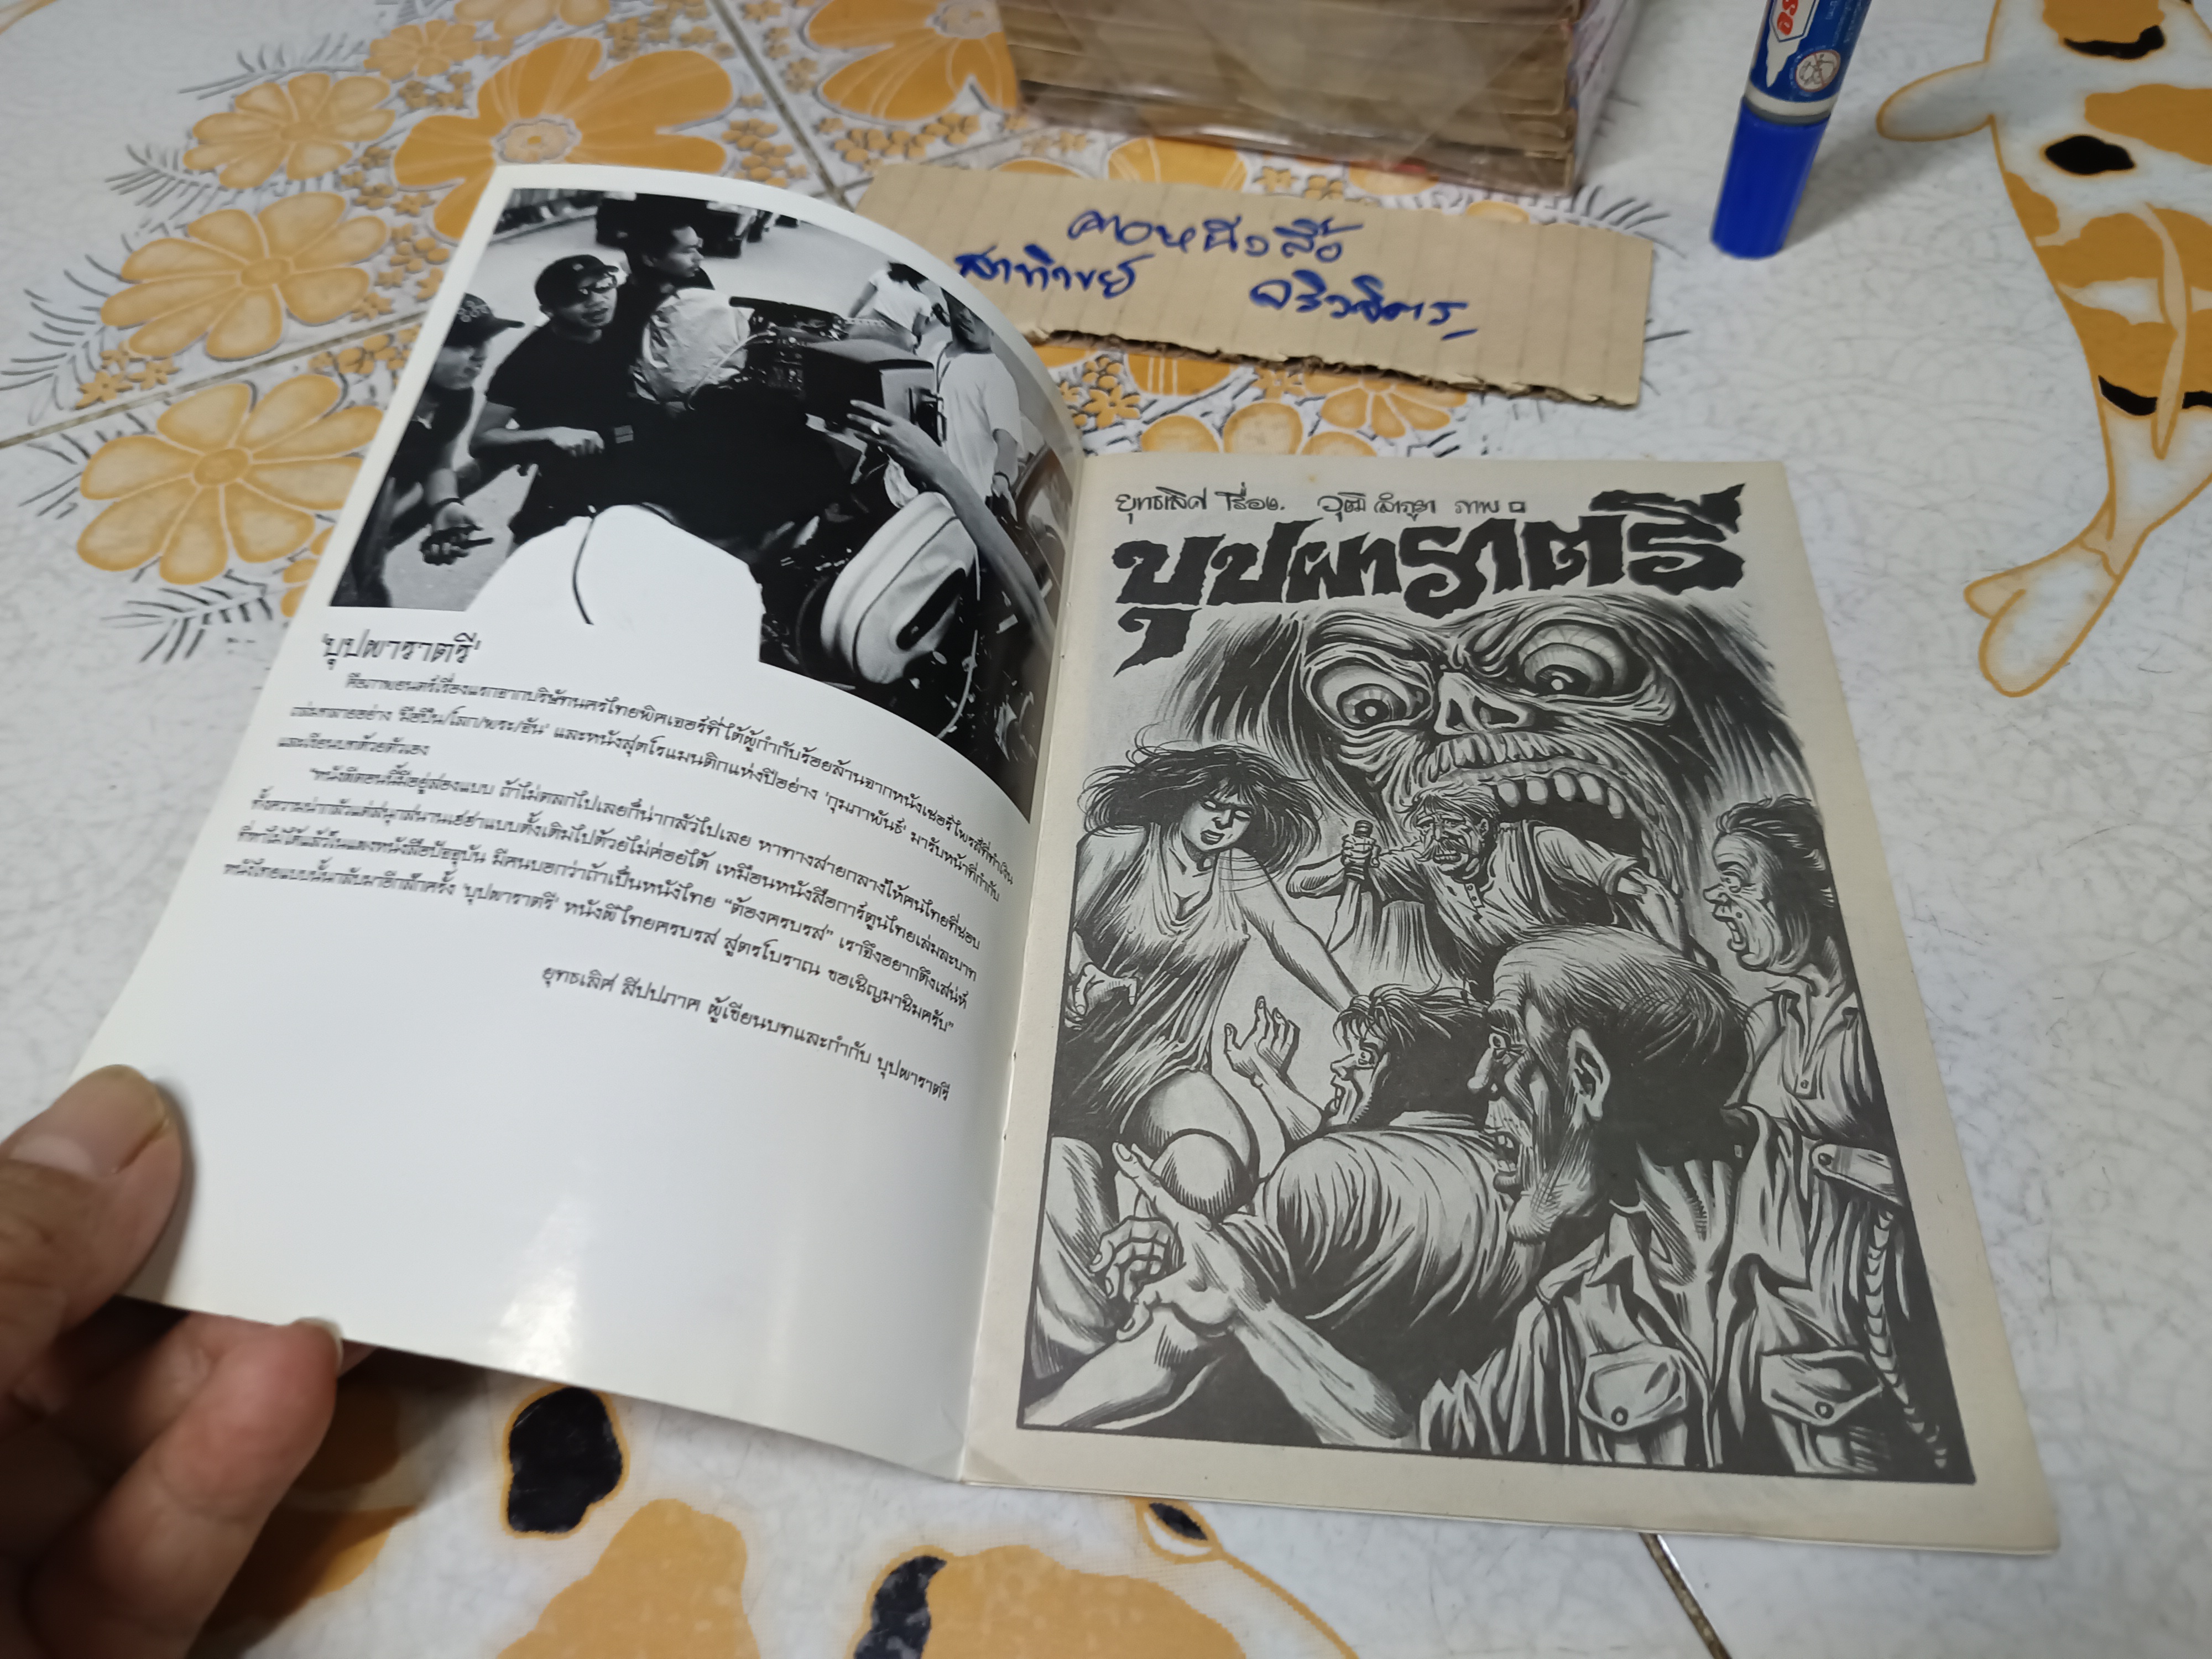 'บุปผาราตรี'
คือภาพยนตร์เรื่องแรกจากบริษัทนครไทยพิคเจอร์ที่ได้ผู้กำกับร้อยล้านจากหนังเซอร์ไพรส์ที่ทำเงิน
ถล่มทลายอย่าง 'มือปืน/โลก/พระ/จัน' และหนังสุดโรแมนติกแห่งปีอย่าง 'กุมภาพันธ์' มารับหน้าที่กำกับ
และเขียนบทด้วยตัวเอง
"หนังผีตอนนี้มีอยู่สองแบบ ถ้าไม่ตลกไปเลยก็น่ากลัวไปเลย หาทางสายกลางให้คนไทยที่ชอบ
ทั้งความน่ากลัวแต่สนุกสนานเฮฮาแบบดั้งเดิมไปด้วยไม่ค่อยได้ เหมือนหนังสือการ์ตูนไทยเล่มละบาท
ที่หาไม่ได้แล้วในแผงหนังสือปัจจุบัน มีคนบอกว่าถ้าเป็นหนังไทย "ต้องครบรส" เราจึงอยากดึงเสน่ห์
หนังไทยแบบนั้นกลับมาอีกสักครั้ง 'บุปผาราตรี' หนังผีไทยครบรส สูตรโบราณ ขอเชิญมาชิมครับ"
ยุทธเลิศ สิปปภาค ผู้เขียนบทและกำกับ บุปผาราตรี
ยุทธเลิศ เรื่อง. วุฒิ ภาพ
บุปผาราตรี